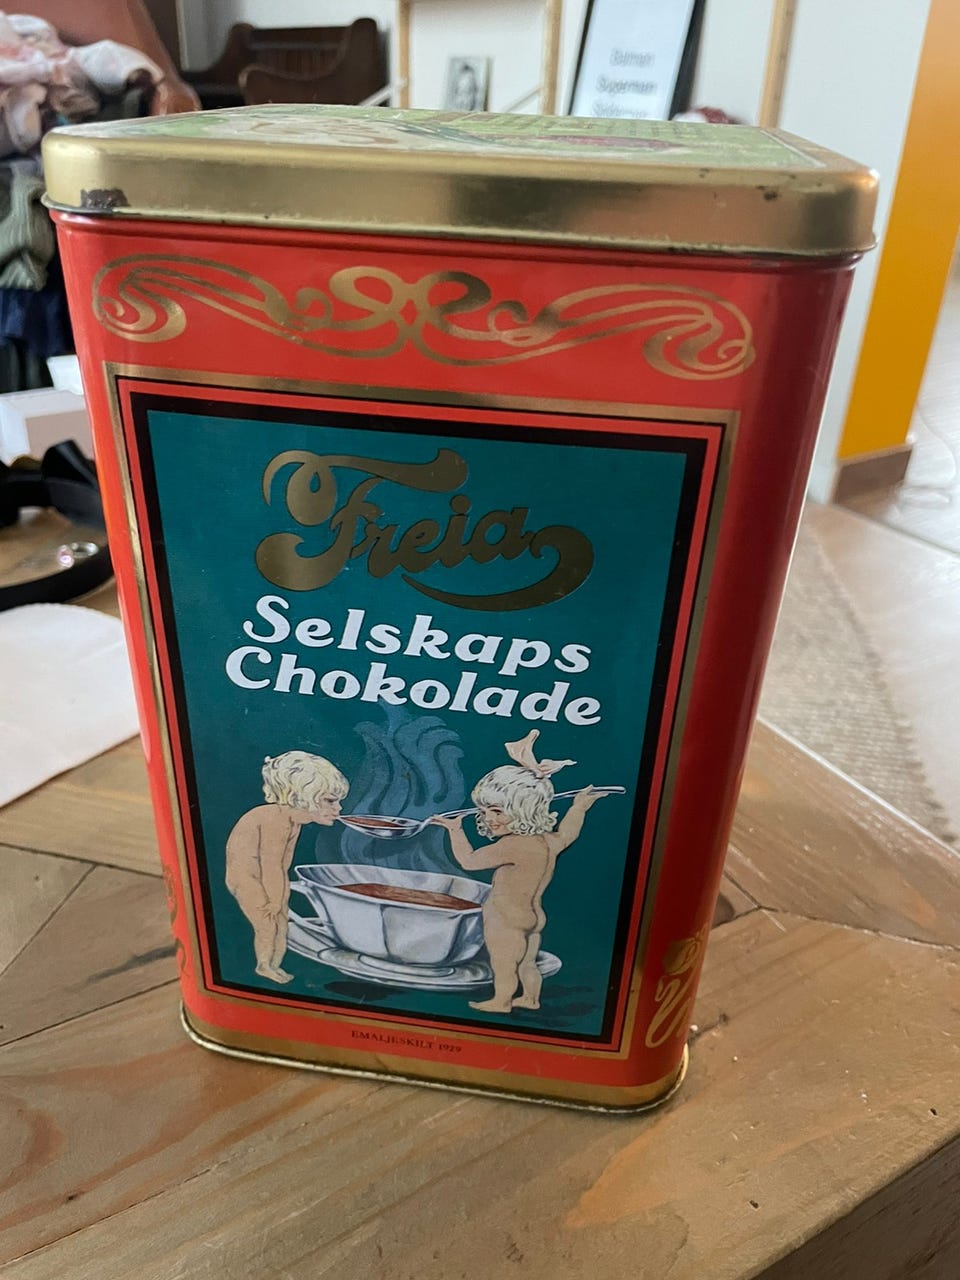 Freia
Selskaps
Chokolade
EMALJESKILT 1929